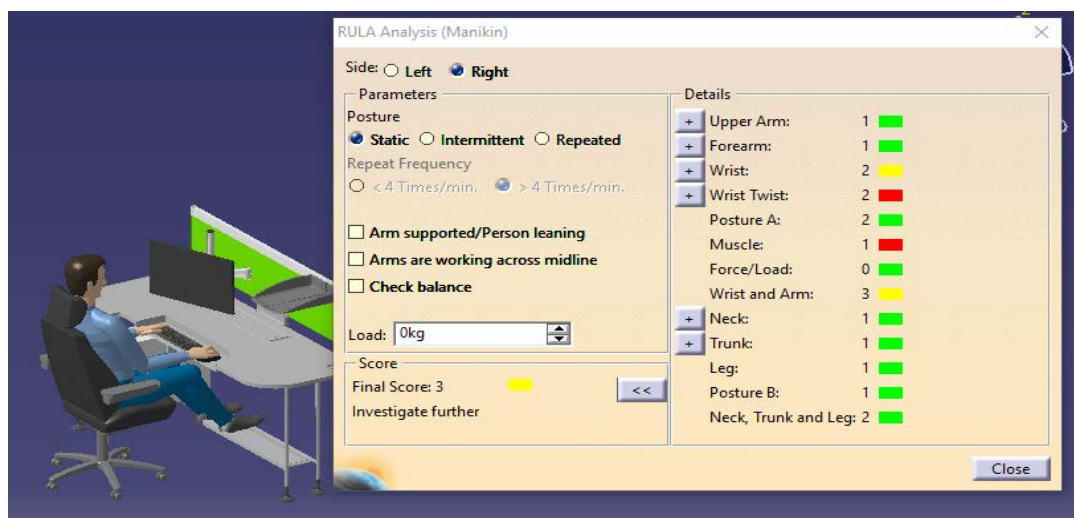 RULA Analysis (Manikin)
Side: Left Right
Parameters
Posture
Static Intermittent Repeated
Repeat Frequency
< 4 Times/min. > 4 Times/min.
Arm supported/Person leaning
Arms are working across midline
Check balance
Load: 0kg
Score
Final Score: 3
<<
Investigate further
Details
+ Upper Arm: 1
+ Forearm: 1
+ Wrist: 2
+ Wrist Twist: 2
Posture A: 2
Muscle: 1
Force/Load: 0
Wrist and Arm: 3
+ Neck: 1
+ Trunk: 1
Leg: 1
Posture B: 1
Neck, Trunk and Leg: 2
Close